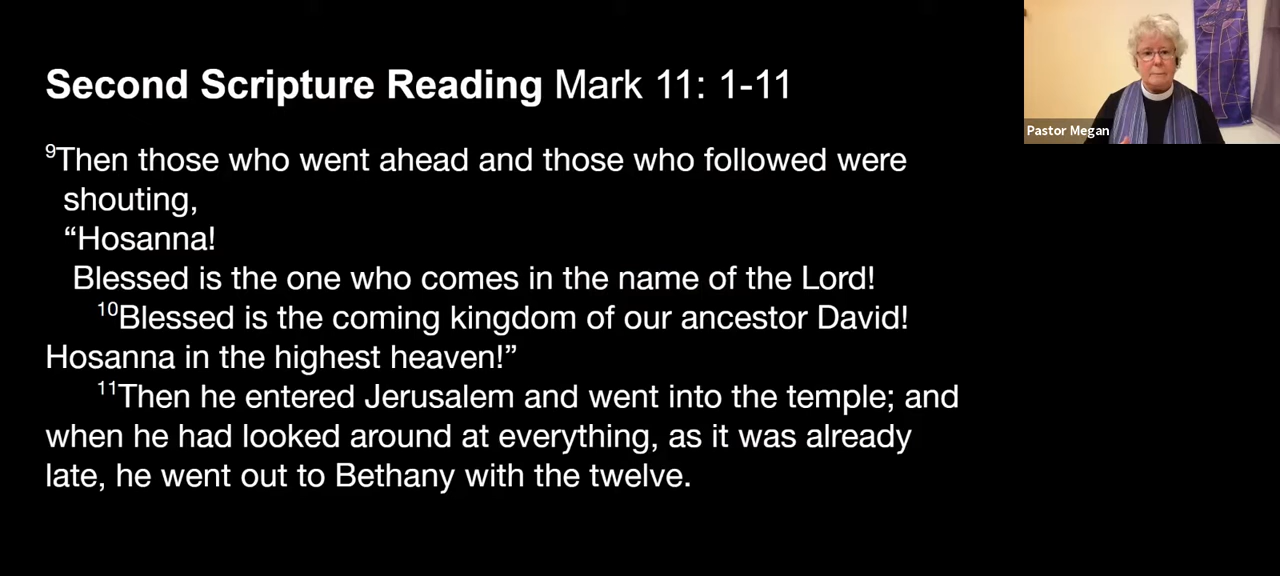 Second Scripture Reading Mark 11: 1-11
9Then those who went ahead and those who followed were
shouting,
“Hosanna!
Blessed is the one who comes in the name of the Lord!
10Blessed is the coming kingdom of our ancestor David!
Hosanna in the highest heaven!”
11Then he entered Jerusalem and went into the temple; and
when he had looked around at everything, as it was already
late, he went out to Bethany with the twelve.
Pastor Megan